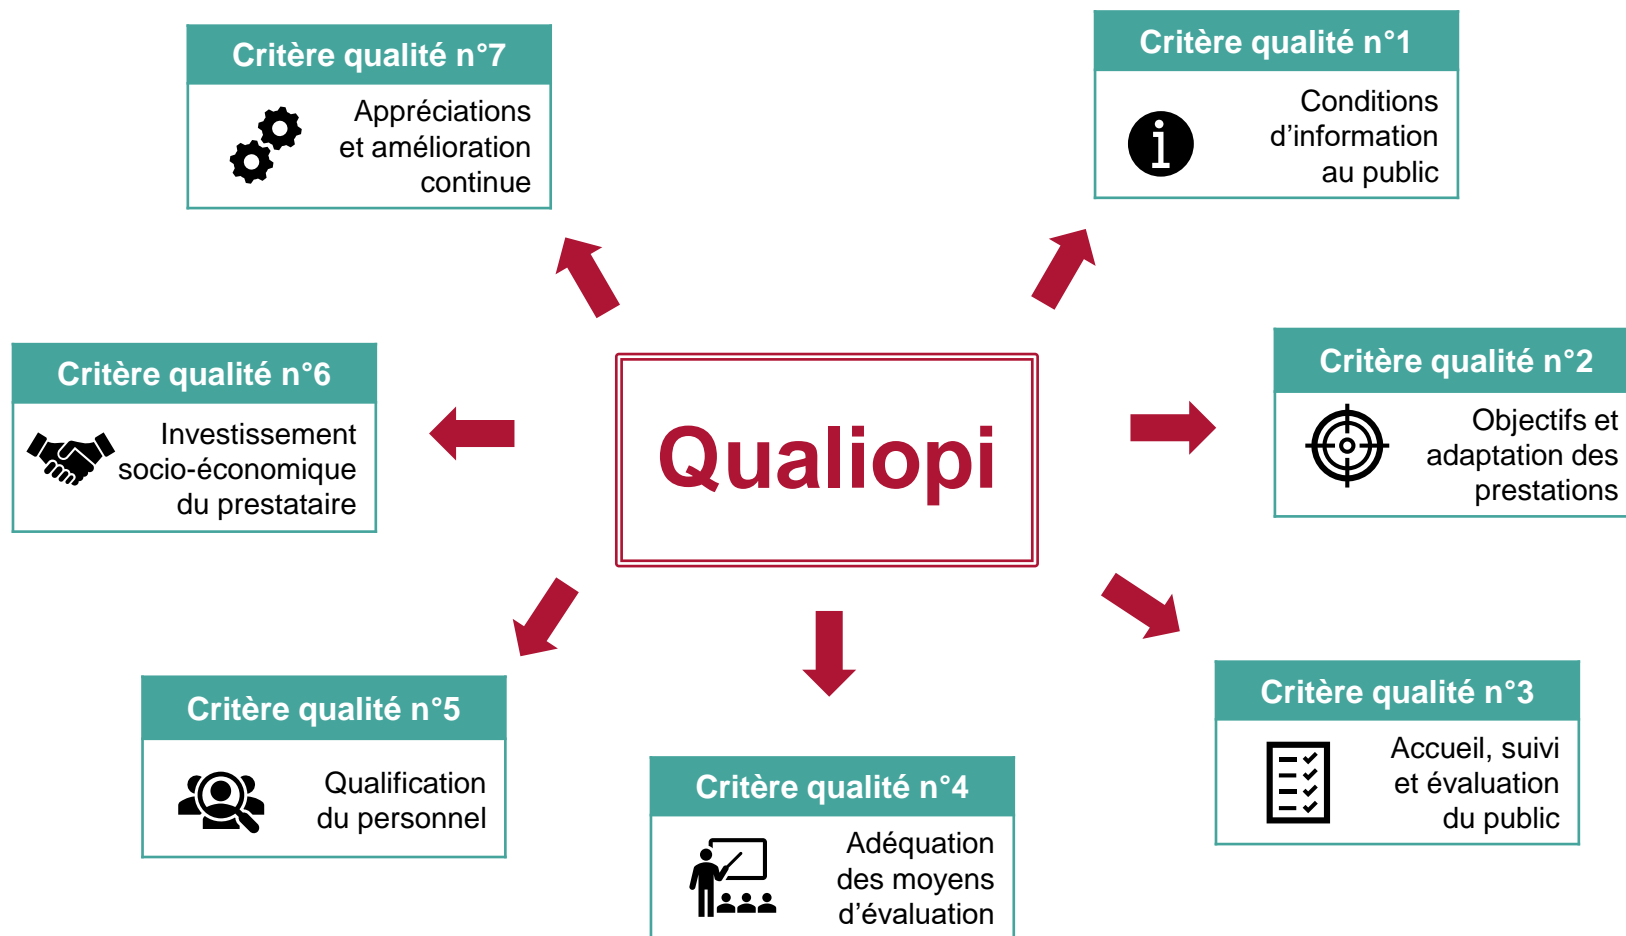 Critère qualité n°7
Appréciations
et amélioration
continue
Critère qualité n°1
Conditions
d’information
au public
Critère qualité n°6
Investissement
socio-économique
du prestataire
Qualiopi
Critère qualité n°2
Objectifs et
adaptation des
prestations
Critère qualité n°5
Qualification
du personnel
Critère qualité n°4
Adéquation
des moyens
d’évaluation
Critère qualité n°3
Accueil, suivi
et évaluation
du public